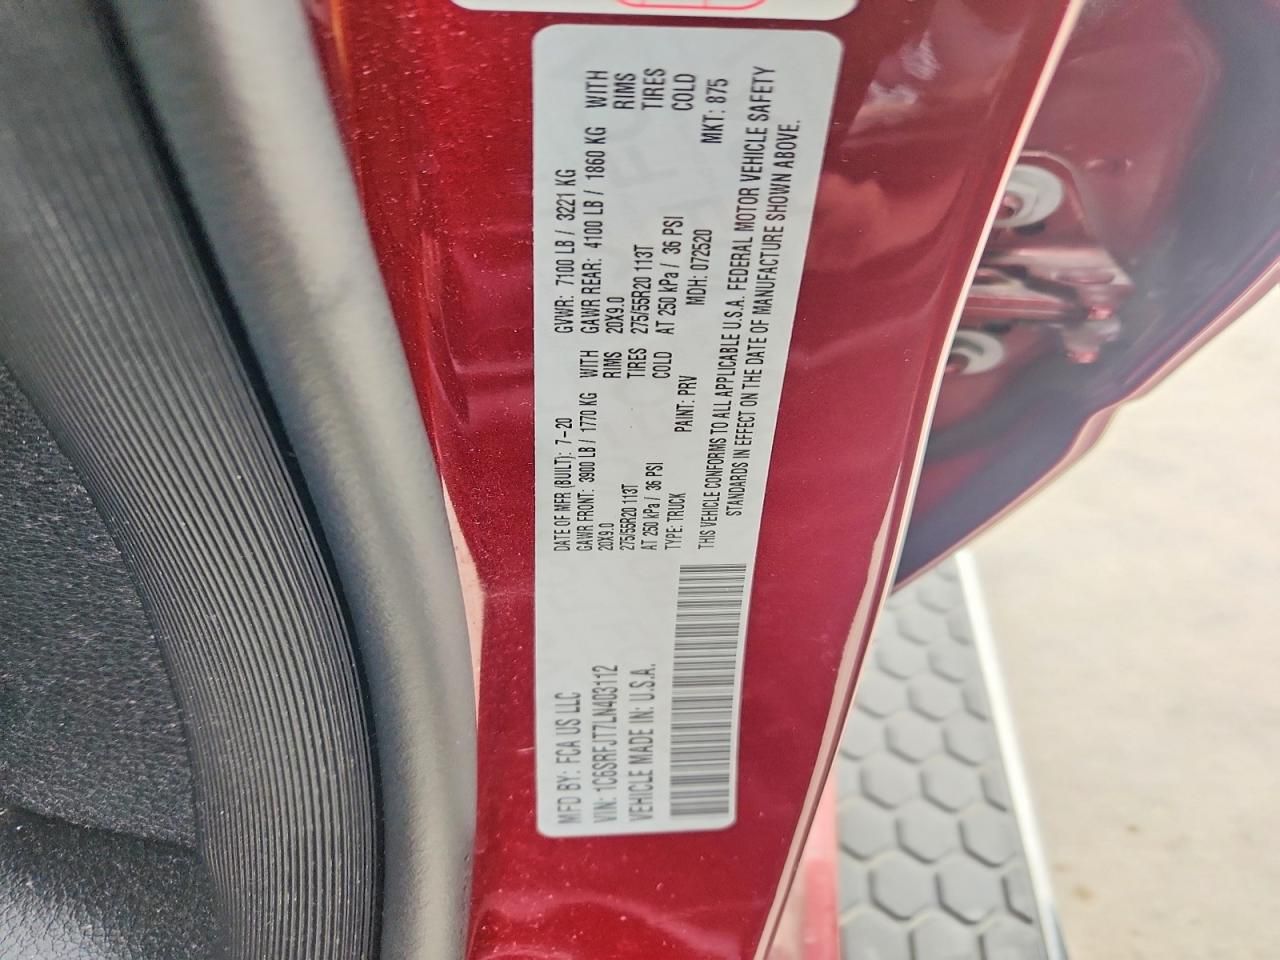 MFD BY: FCA US LLC
VIN: 1C6SRFJT7LN403112
VEHICLE MADE IN: U.S.A.
DATE OF MFR (BUILT): 7-20 GVWR: 7100 LB / 3221 KG
GAWR FRONT: 3900 LB / 1770 KG WITH GAWR REAR: 4100 LB / 1860 KG WITH
20X9.0 RIMS 20X9.0 RIMS
275/55R20 113T TIRES 275/55R20 113T TIRES
AT 250 kPa / 36 PSI COLD AT 250 kPa / 36 PSI COLD
TYPE: TRUCK PAINT: PRV MDH: 072520 MKT: 875
THIS VEHICLE CONFORMS TO ALL APPLICABLE U.S.A. FEDERAL MOTOR VEHICLE SAFETY
STANDARDS IN EFFECT ON THE DATE OF MANUFACTURE SHOWN ABOVE.